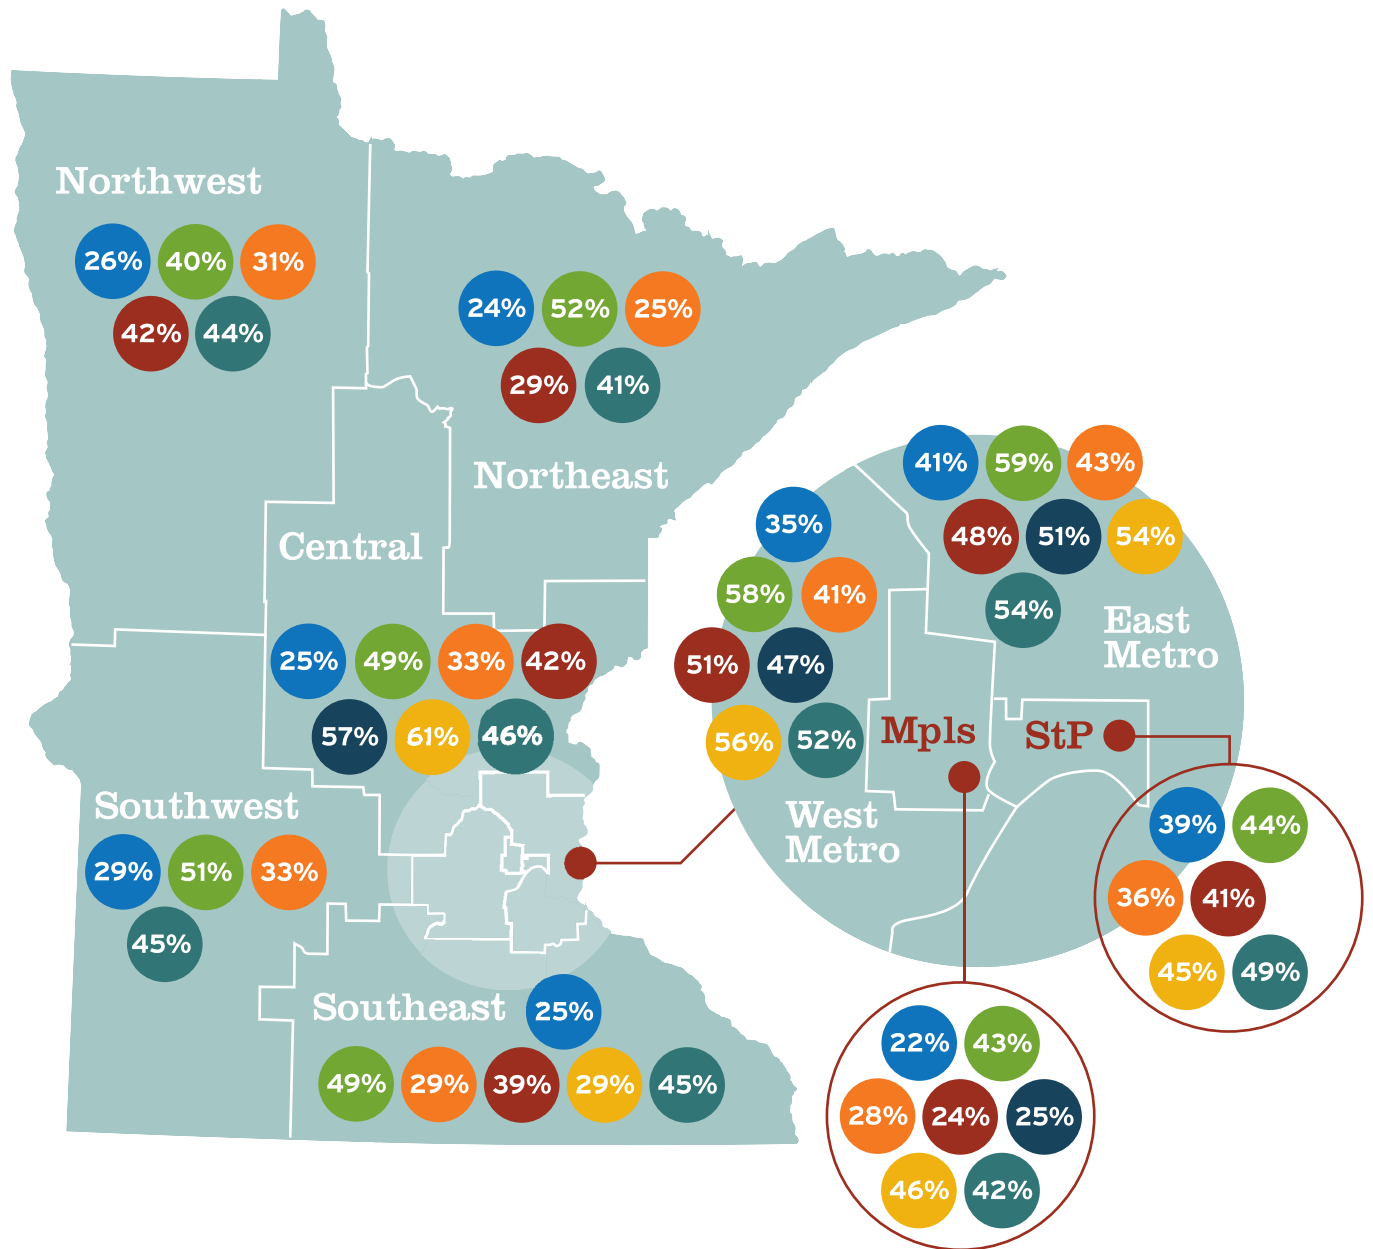 Northwest
26% 40% 31%
42% 44%
24% 52% 25%
29% 41%
Northeast
Central
25% 49% 33% 42%
57% 61% 46%
Southwest
29% 51% 33%
45%
Southeast 25%
49% 29% 39% 29% 45%
41% 59% 43%
48% 51% 54%
54%
East
Metro
35%
58% 41%
51% 47%
56% 52%
West
Metro
Mpls
StP
39% 44%
36% 41%
45% 49%
22% 43%
28% 24% 25%
46% 42%